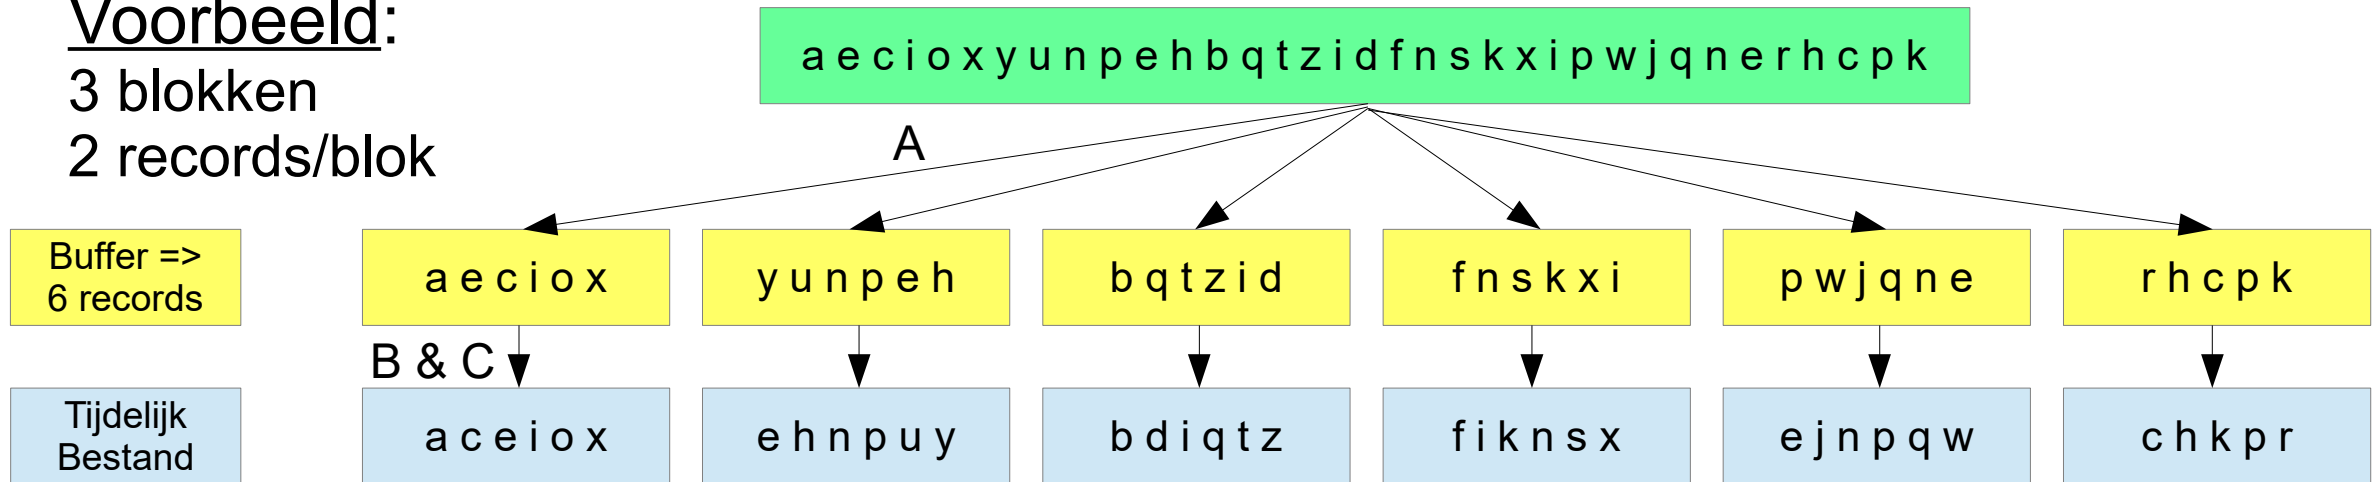 Voorbeeld:
3 blokken
2 records/blok
a e c i o x y u n p e h b q t z i d f n s k x i p w j q n e r h c p k
A
Buffer =>
6 records
a e c i o x
y u n p e h
b q t z i d
f n s k x i
p w j q n e
r h c p k
B & C
Tijdelijk
Bestand
a c e i o x
e h n p u y
b d i q t z
f i k n s x
e j n p q w
c h k p r